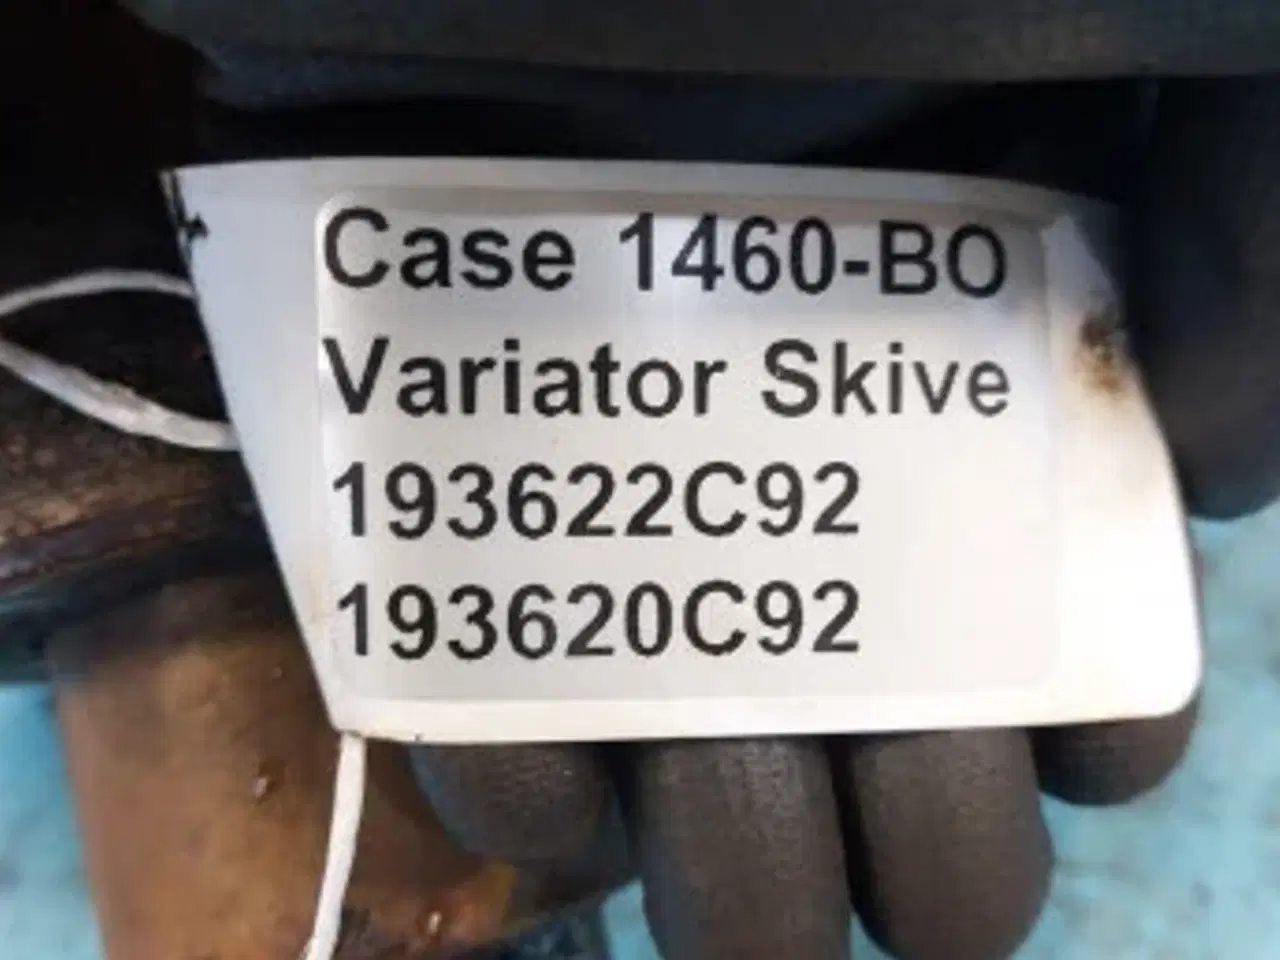 Case 1460-BO
Variator Skive
193622C92
193620C92